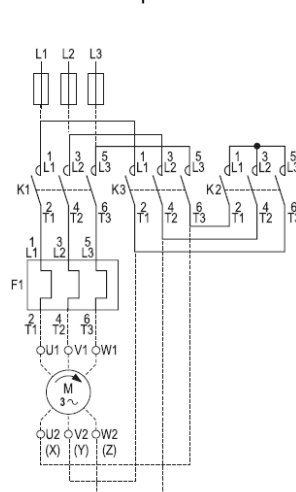 L1 L2 L3
1 3 5 1 3 5 1 3 5
L1 L2 L3 L1 L2 L3 L1 L2 L3
K1 K3 K2
2 4 6 2 4 6 2 4 6
T1 T2 T3 T1 T2 T3 T1 T2
1 3 5
L1 L2 L3
F1
2 4 6
T1 T2 T3
U1 V1 W1
M
3~
U2 V2 W2
(X) (Y) (Z)